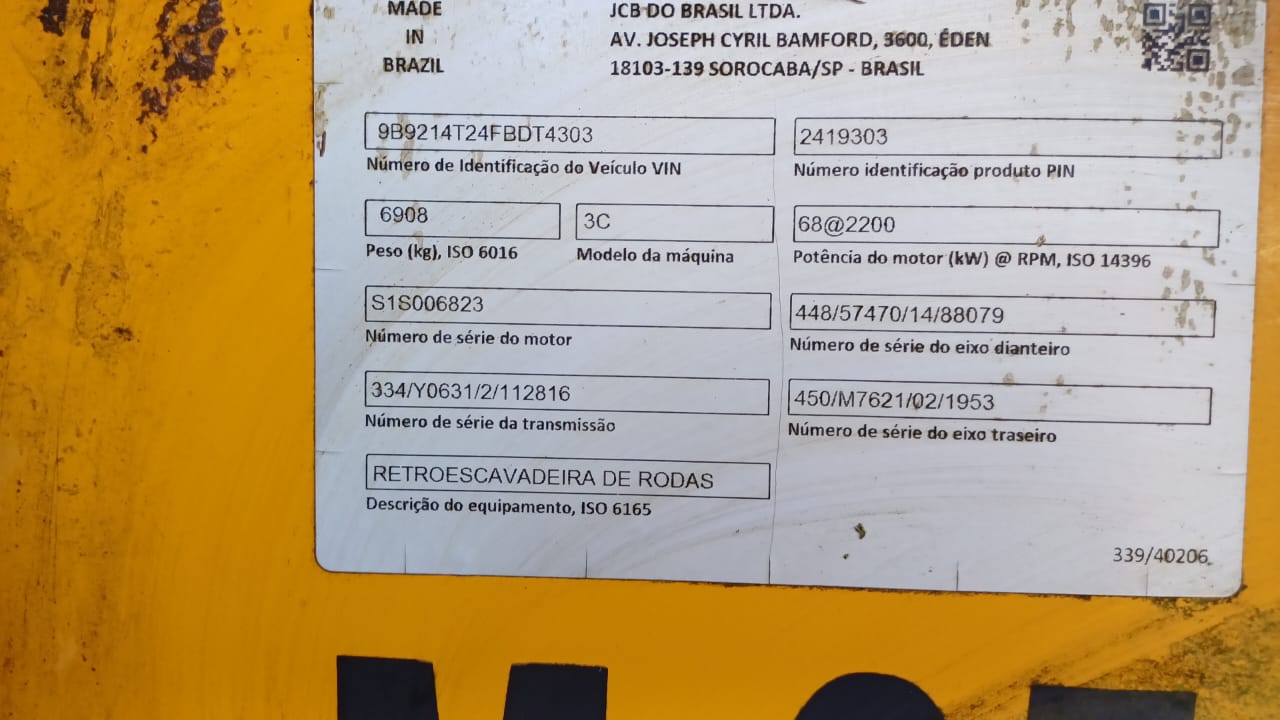 MADE
IN
BRAZIL
JCB DO BRASIL LTDA.
AV. JOSEPH CYRIL BAMFORD, 3600, ÉDEN
18103-139 SOROCABA/SP - BRASIL
9B9214T24FBDT4303
Número de Identificação do Veículo VIN
2419303
Número identificação produto PIN
6908
Peso (kg), ISO 6016
3C
Modelo da máquina
68@2200
Potência do motor (kW) @ RPM, ISO 14396
S1S006823
Número de série do motor
448/57470/14/88079
Número de série do eixo dianteiro
334/Y0631/2/112816
Número de série da transmissão
450/M7621/02/1953
Número de série do eixo traseiro
RETROESCAVADEIRA DE RODAS
Descrição do equipamento, ISO 6165
339/40206